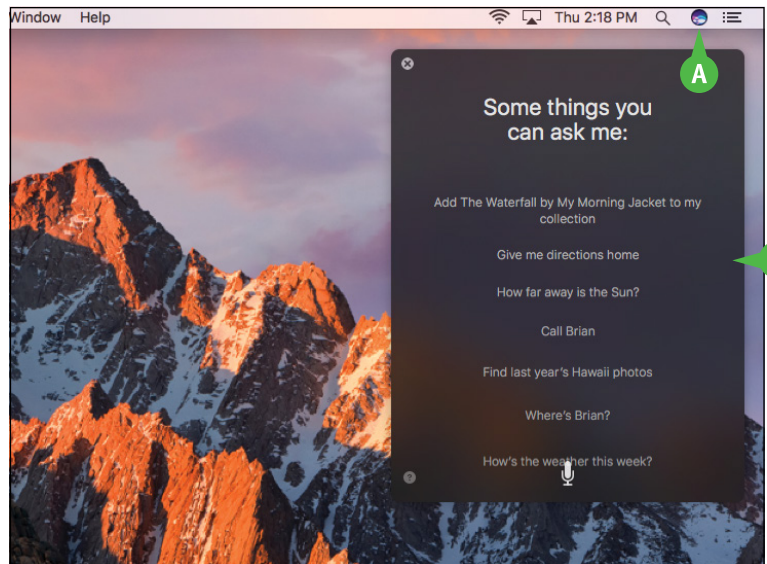 Window Help Thu 2:18 PM
A
Some things you
can ask me:
Add The Waterfall by My Morning Jacket to my
collection
Give me directions home
How far away is the Sun?
Call Brian
Find last year's Hawaii photos
Where's Brian?
How's the weather this week?
?